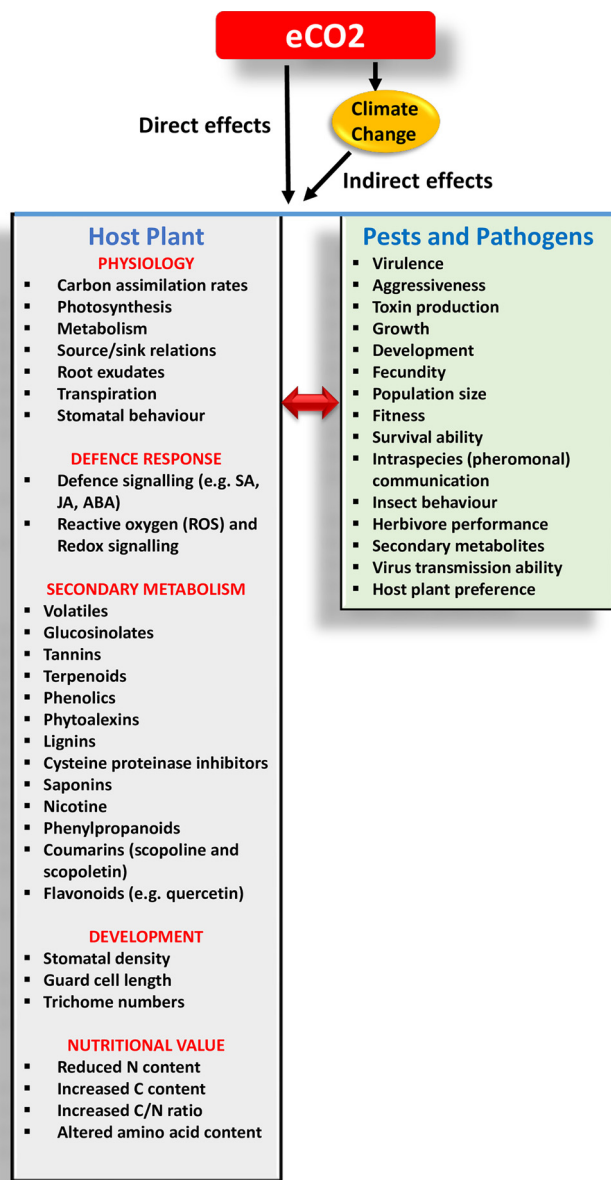 eCO2
Climate
Change
Direct effects
Indirect effects
Host Plant
PHYSIOLOGY
▪ Carbon assimilation rates
▪ Photosynthesis
▪ Metabolism
▪ Source/sink relations
▪ Root exudates
▪ Transpiration
▪ Stomatal behaviour
DEFENCE RESPONSE
▪ Defence signalling (e.g. SA,
JA, ABA)
▪ Reactive oxygen (ROS) and
Redox signalling
SECONDARY METABOLISM
▪ Volatiles
▪ Glucosinolates
▪ Tannins
▪ Terpenoids
▪ Phenolics
▪ Phytoalexins
▪ Lignins
▪ Cysteine proteinase inhibitors
▪ Saponins
▪ Nicotine
▪ Phenylpropanoids
▪ Coumarins (scopoline and
scopoletin)
▪ Flavonoids (e.g. quercetin)
DEVELOPMENT
▪ Stomatal density
▪ Guard cell length
▪ Trichome numbers
NUTRITIONAL VALUE
▪ Reduced N content
▪ Increased C content
▪ Increased C/N ratio
▪ Altered amino acid content
Pests and Pathogens
▪ Virulence
▪ Aggressiveness
▪ Toxin production
▪ Growth
▪ Development
▪ Fecundity
▪ Population size
▪ Fitness
▪ Survival ability
▪ Intraspecies (pheromonal)
communication
▪ Insect behaviour
▪ Herbivore performance
▪ Secondary metabolites
▪ Virus transmission ability
▪ Host plant preference